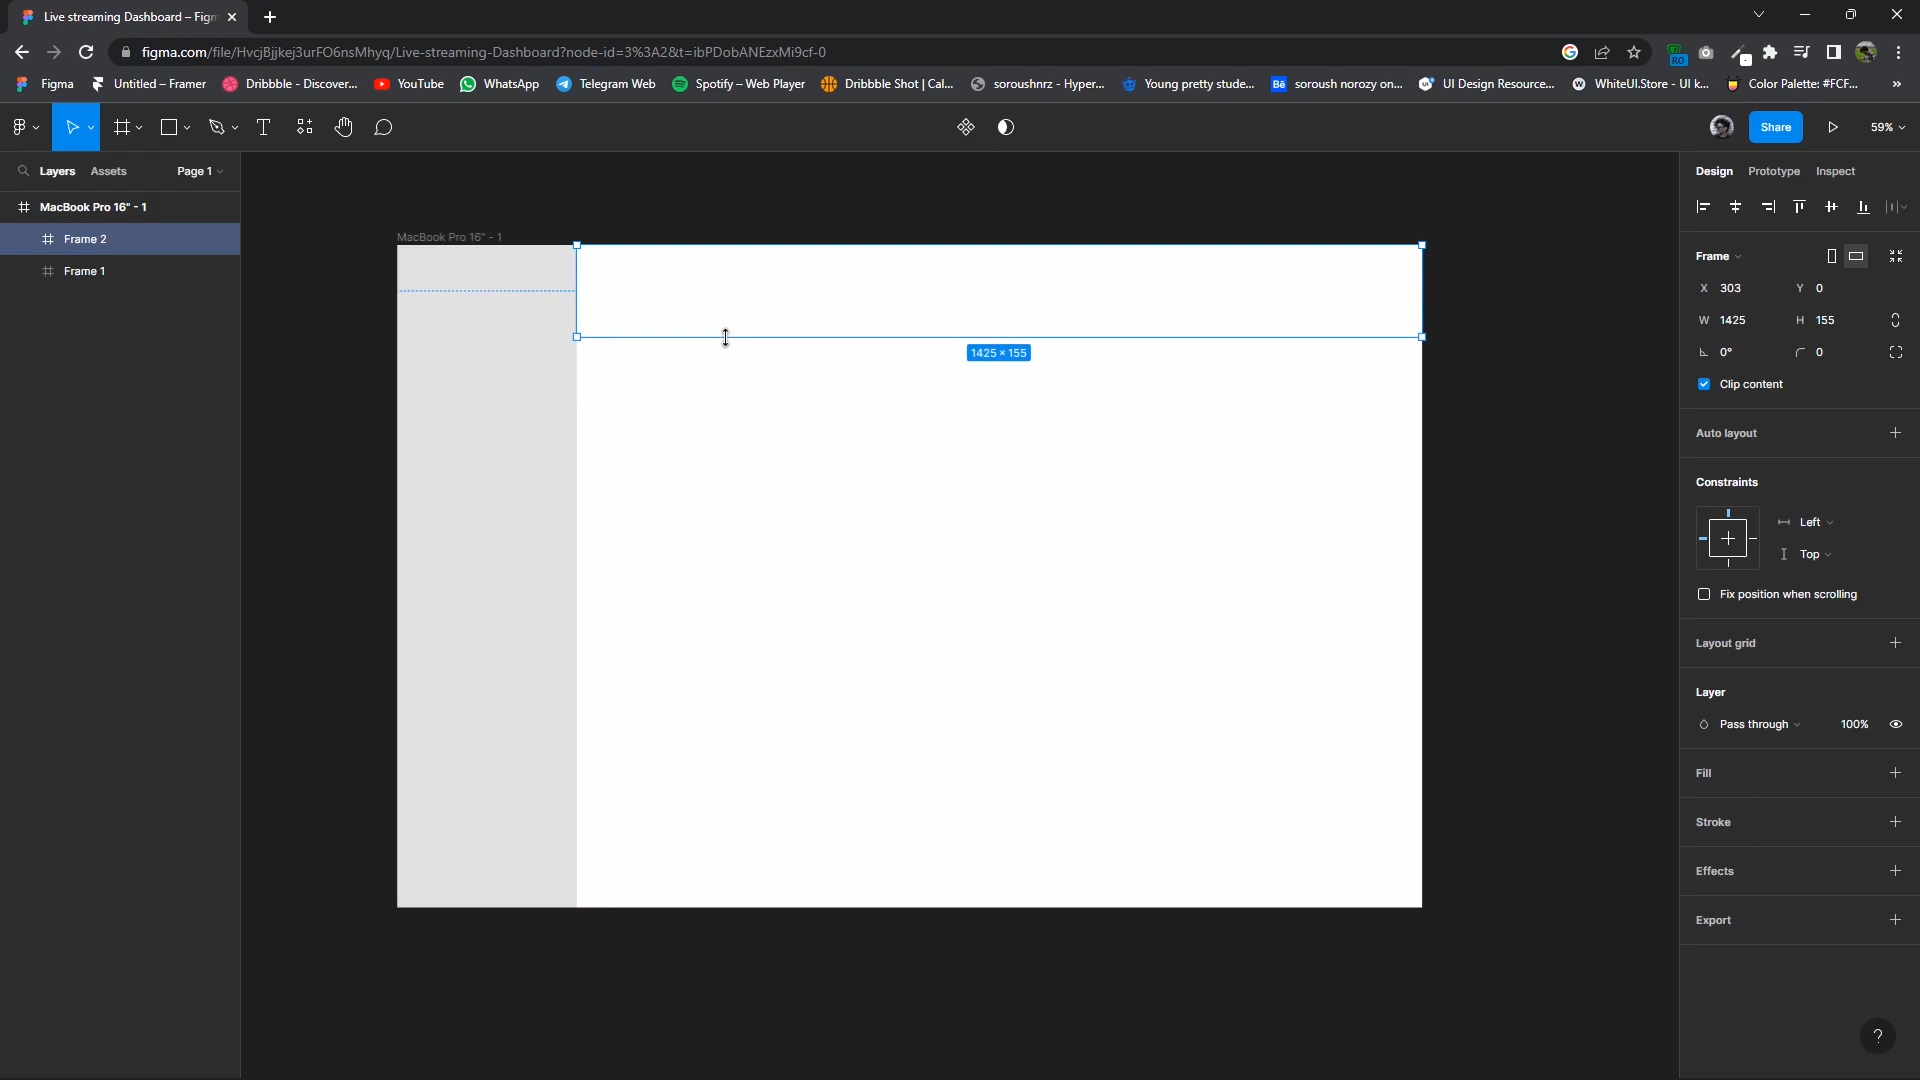 Live streaming Dashboard – Figm
figma.com/file/HvcjBjjkej3urFO6nsMhyq/Live-streaming-Dashboard?node-id=3%3A2&t=ibPDobANEzxMi9cf-0
RO
Figma
Untitled – Framer
Dribbble - Discover...
YouTube
WhatsApp
Telegram Web
Spotify – Web Player
Dribbble Shot | Cal...
soroushnrz - Hyper...
Young pretty stude...
Bē soroush norozy on...
UI Design Resource...
WhiteUI.Store - UI k...
Color Palette: #FCF...
»
Share
59%
Layers
Assets
Page 1
MacBook Pro 16" - 1
Frame 2
Frame 1
MacBook Pro 16" - 1
1425 × 155
Design
Prototype
Inspect
Frame
X 303
Y 0
W 1425
H 155
0°
0
Clip content
Auto layout
Constraints
Left
Top
Fix position when scrolling
Layout grid
Layer
Pass through
100%
Fill
Stroke
Effects
Export
?